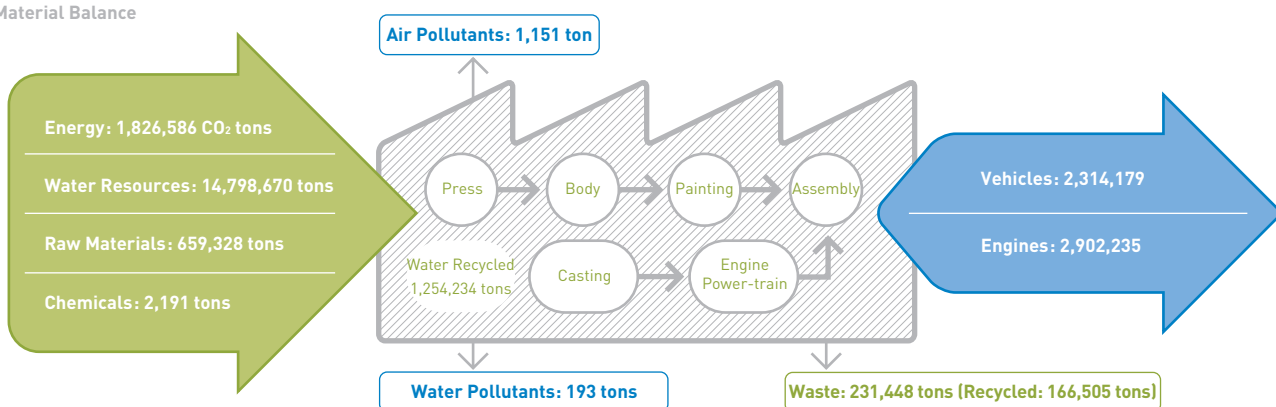 Material Balance
Air Pollutants: 1,151 ton
Energy: 1,826,586 CO₂ tons
Water Resources: 14,798,670 tons
Raw Materials: 659,328 tons
Chemicals: 2,191 tons
Press
Body
Painting
Assembly
Water Recycled
1,254,234 tons
Casting
Engine
Power-train
Vehicles: 2,314,179
Engines: 2,902,235
Water Pollutants: 193 tons
Waste: 231,448 tons (Recycled: 166,505 tons)